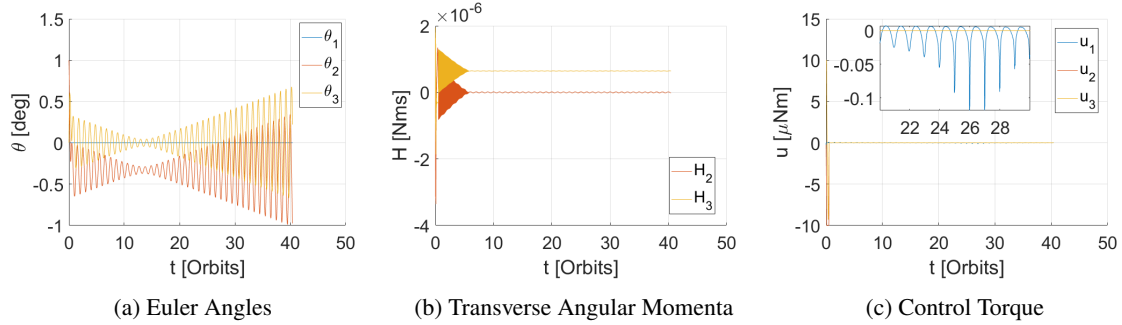 1.5
1
0.5
0
-0.5
-1
θ [deg]
θ1
θ2
θ3
0 10 20 30 40 50
t [Orbits]
(a) Euler Angles
×10-6
2
0
-2
-4
H [Nms]
H2
H3
0 10 20 30 40 50
t [Orbits]
(b) Transverse Angular Momenta
15
10
5
0
-5
-10
u [μNm]
0
-0.05
-0.1
22 24 26 28
u1
u2
u3
0 10 20 30 40 50
t [Orbits]
(c) Control Torque